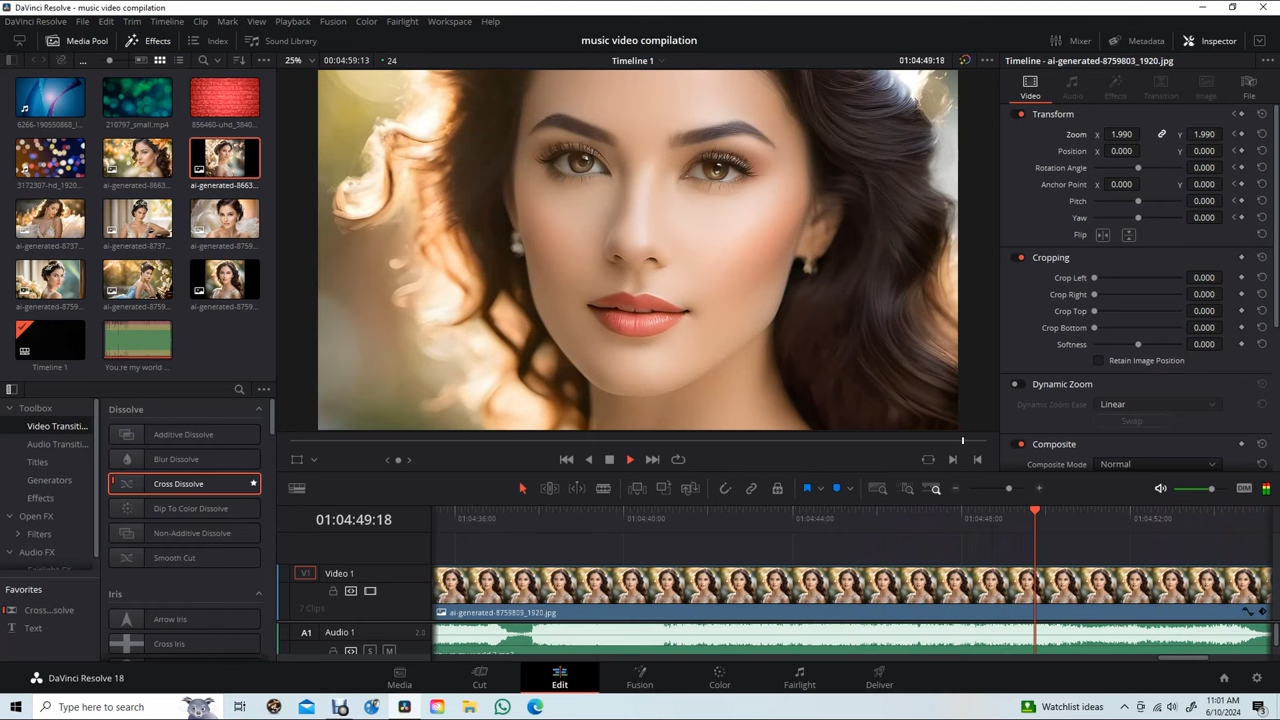 DaVinci Resolve - music video compilation
DaVinci Resolve File Edit Trim Timeline Clip Mark View Playback Fusion Color Fairlight Workspace Help
Media Pool Effects Index Sound Library music video compilation Mixer Metadata Inspector
... 25% 00:04:59:13 24 Timeline 1 01:04:49:18 Timeline - ai-generated-8759803_1920.jpg
Video Audio Effects Transition Image File
6266-190550868_l... 210797_small.mp4 856460-uhd_3840...
3172307-hd_1920... ai-generated-8663... ai-generated-8663...
ai-generated-8737... ai-generated-8737... ai-generated-8759...
ai-generated-8759... ai-generated-8759... ai-generated-8759...
Timeline 1 You.re my world ...
Transform
Zoom X 1.990 Y 1.990
Position X 0.000 Y 0.000
Rotation Angle 0.000
Anchor Point X 0.000 Y 0.000
Pitch 0.000
Yaw 0.000
Flip
Cropping
Crop Left 0.000
Crop Right 0.000
Crop Top 0.000
Crop Bottom 0.000
Softness 0.000
Retain Image Position
Dynamic Zoom
Dynamic Zoom Ease Linear
Swap
Composite
Composite Mode Normal
Toolbox
Video Transiti...
Audio Transiti...
Titles
Generators
Effects
Open FX
Filters
Audio FX
Favorites
Cross...solve
Text
Dissolve
Additive Dissolve
Blur Dissolve
Cross Dissolve
Dip To Color Dissolve
Non-Additive Dissolve
Smooth Cut
Iris
Arrow Iris
Cross Iris
DIM
01:04:49:18 01:04:36:00 01:04:40:00 01:04:44:00 01:04:48:00 01:04:52:00
V1 Video 1
7 Clips
ai-generated-8759803_1920.jpg
A1 Audio 1 2.0
S M
DaVinci Resolve 18 Media Cut Edit Fusion Color Fairlight Deliver
Type here to search Watchlist ideas 11:01 AM
6/10/2024
3